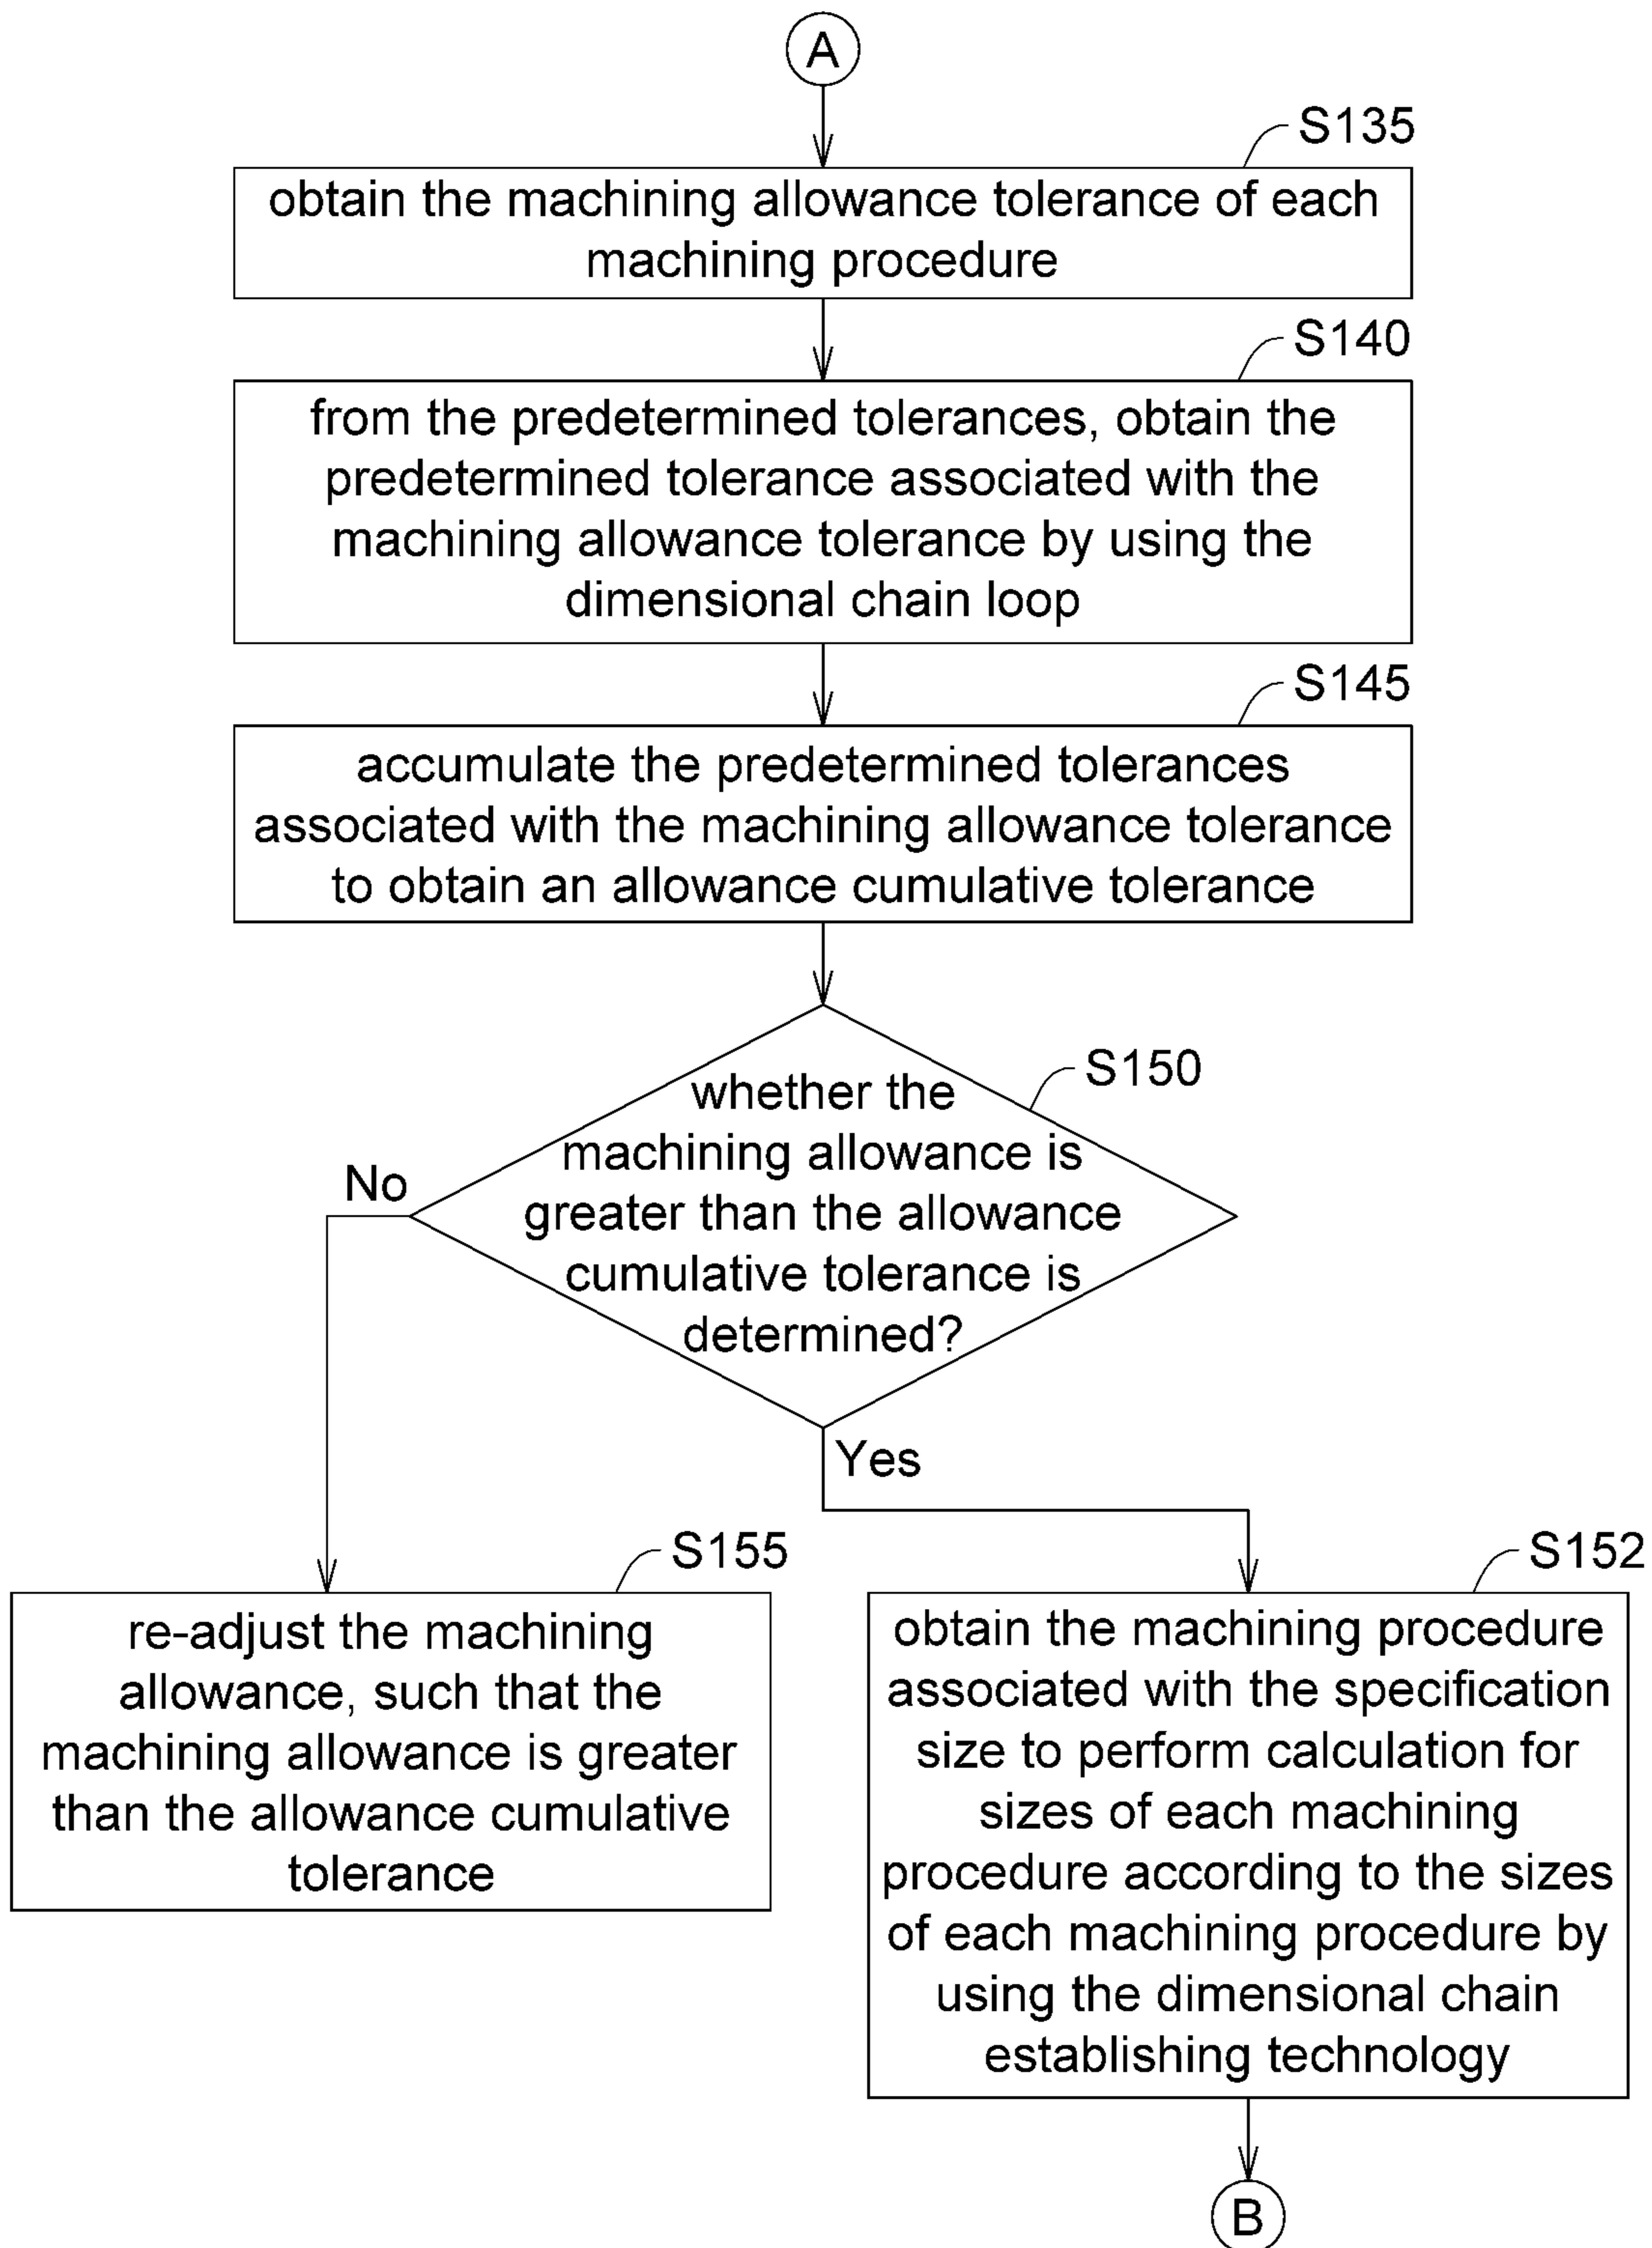 A
S135
obtain the machining allowance tolerance of each
machining procedure
S140
from the predetermined tolerances, obtain the
predetermined tolerance associated with the
machining allowance tolerance by using the
dimensional chain loop
S145
accumulate the predetermined tolerances
associated with the machining allowance tolerance
to obtain an allowance cumulative tolerance
S150
whether the
machining allowance is
greater than the allowance
cumulative tolerance is
determined?
No
Yes
S155
re-adjust the machining
allowance, such that the
machining allowance is greater
than the allowance cumulative
tolerance
S152
obtain the machining procedure
associated with the specification
size to perform calculation for
sizes of each machining
procedure according to the sizes
of each machining procedure by
using the dimensional chain
establishing technology
B